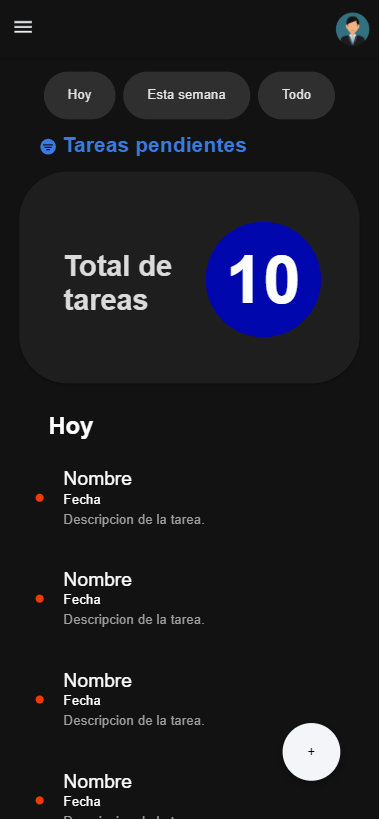 Hoy
Esta semana
Todo
Tareas pendientes
Total de
tareas
10
Hoy
Nombre
Fecha
Descripcion de la tarea.
Nombre
Fecha
Descripcion de la tarea.
Nombre
Fecha
Descripcion de la tarea.
+
Nombre
Fecha